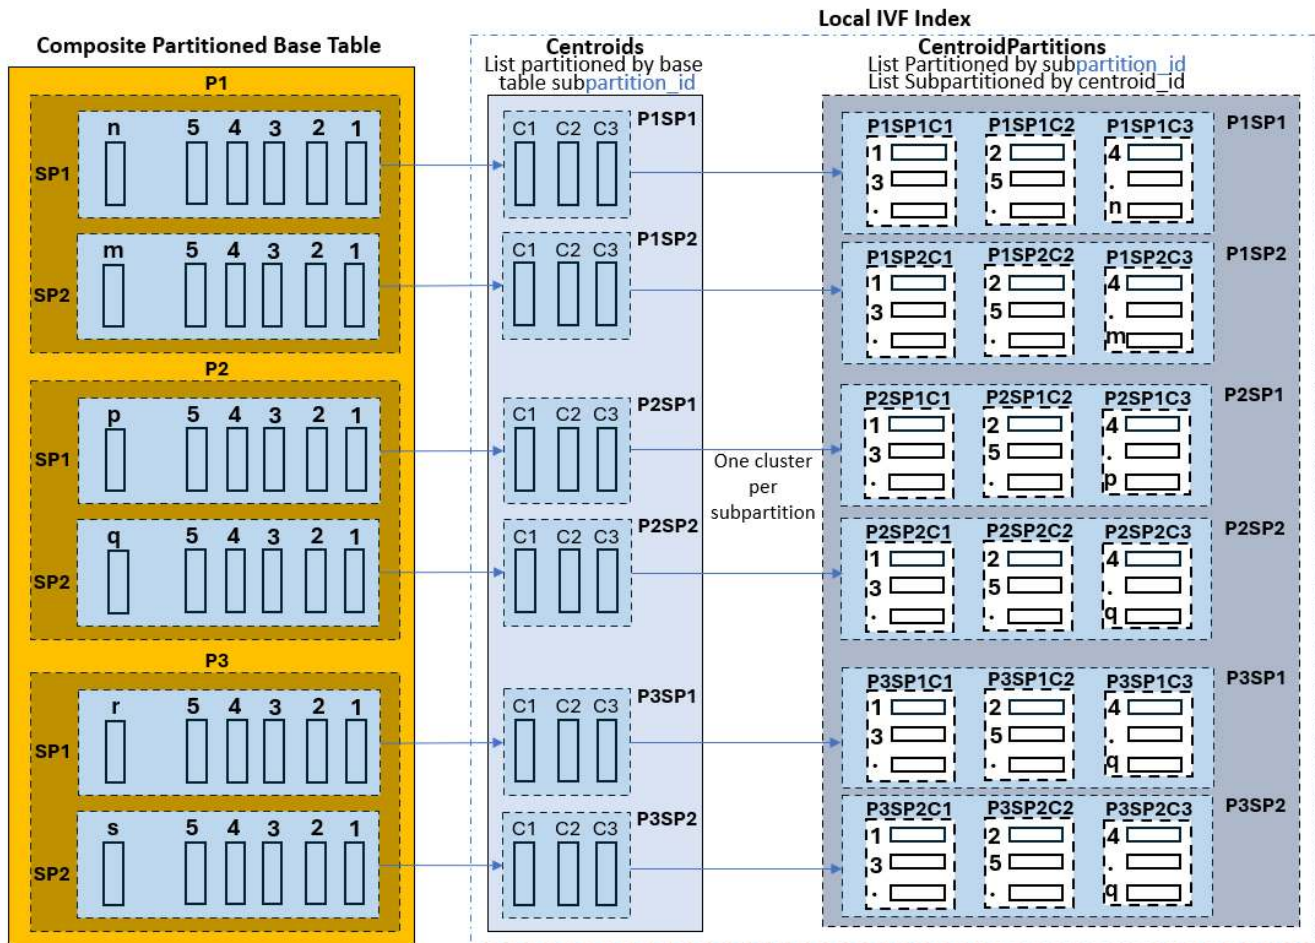 Local IVF Index
Composite Partitioned Base Table
Centroids
List partitioned by base
table subpartition_id
CentroidPartitions
List Partitioned by subpartition_id
List Subpartitioned by centroid_id
P1
SP1
n 5 4 3 2 1
C1 C2 C3
P1SP1
P1SP1C1 P1SP1C2 P1SP1C3
P1SP1
1 2 4
3 5 .
. . n
SP2
m 5 4 3 2 1
C1 C2 C3
P1SP2
P1SP2C1 P1SP2C2 P1SP2C3
P1SP2
1 2 4
3 5 .
. . m
P2
SP1
p 5 4 3 2 1
C1 C2 C3
P2SP1
P2SP1C1 P2SP1C2 P2SP1C3
P2SP1
1 2 4
3 5 .
. . p
One cluster
per
subpartition
SP2
q 5 4 3 2 1
C1 C2 C3
P2SP2
P2SP2C1 P2SP2C2 P2SP2C3
P2SP2
1 2 4
3 5 .
. . q
P3
SP1
r 5 4 3 2 1
C1 C2 C3
P3SP1
P3SP1C1 P3SP1C2 P3SP1C3
P3SP1
1 2 4
3 5 .
. . q
SP2
s 5 4 3 2 1
C1 C2 C3
P3SP2
P3SP2C1 P3SP2C2 P3SP2C3
P3SP2
1 2 4
3 5 .
. . q